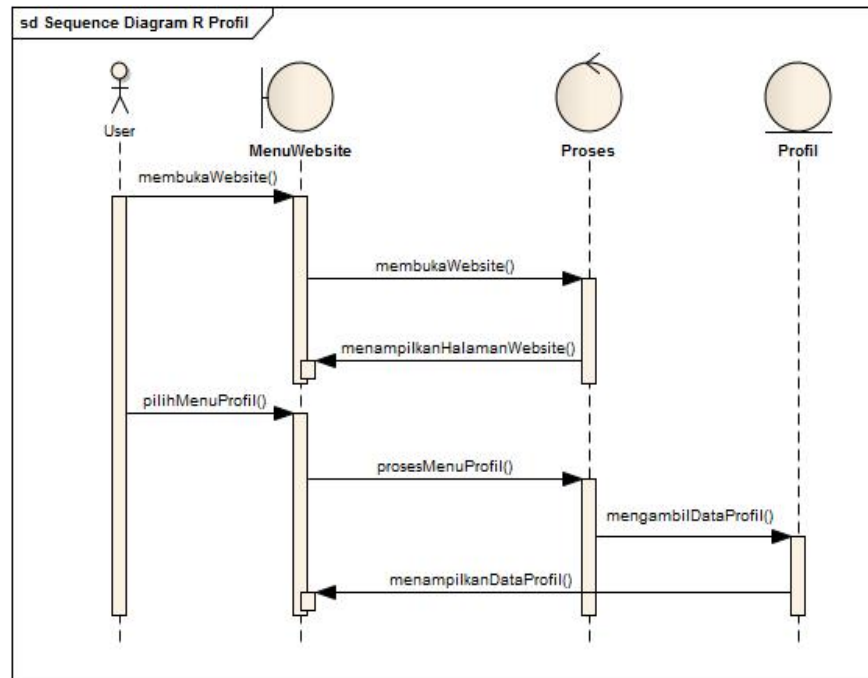 sd Sequence Diagram R Profil
User
MenuWebsite
Proses
Profil
membukaWebsite()
membukaWebsite()
menampilkanHalamanWebsite()
pilihMenuProfil()
prosesMenuProfil()
mengambilDataProfil()
menampilkanDataProfil()